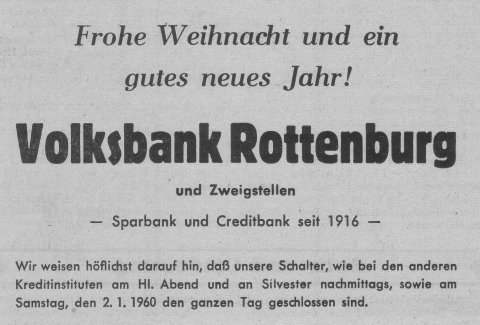 Frohe Weihnacht und ein
gutes neues Jahr!
Volksbank Rottenburg
und Zweigstellen
— Sparbank und Creditbank seit 1916 —
Wir weisen höflichst darauf hin, daß unsere Schalter, wie bei den anderen
Kreditinstituten am Hl. Abend und an Silvester nachmittags, sowie am
Samstag, den 2. 1. 1960 den ganzen Tag geschlossen sind.